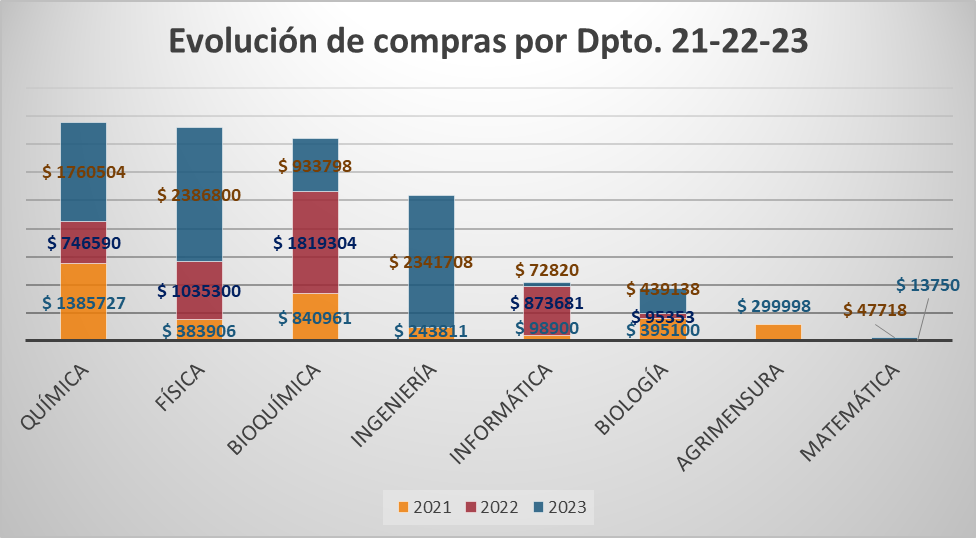 Evolución de compras por Dpto. 21-22-23
$ 1760504
$ 746590
$ 1385727
$ 2386800
$ 1035300
$ 383906
$ 933798
$ 1819304
$ 840961
$ 2341708
$ 243811
$ 72820
$ 873681
$ 98900
$ 439138
$ 95353
$ 395100
$ 299998
$ 47718
$ 13750
QUÍMICA
FÍSICA
BIOQUÍMICA
INGENIERÍA
INFORMÁTICA
BIOLOGÍA
AGRIMENSURA
MATEMÁTICA
2021 2022 2023